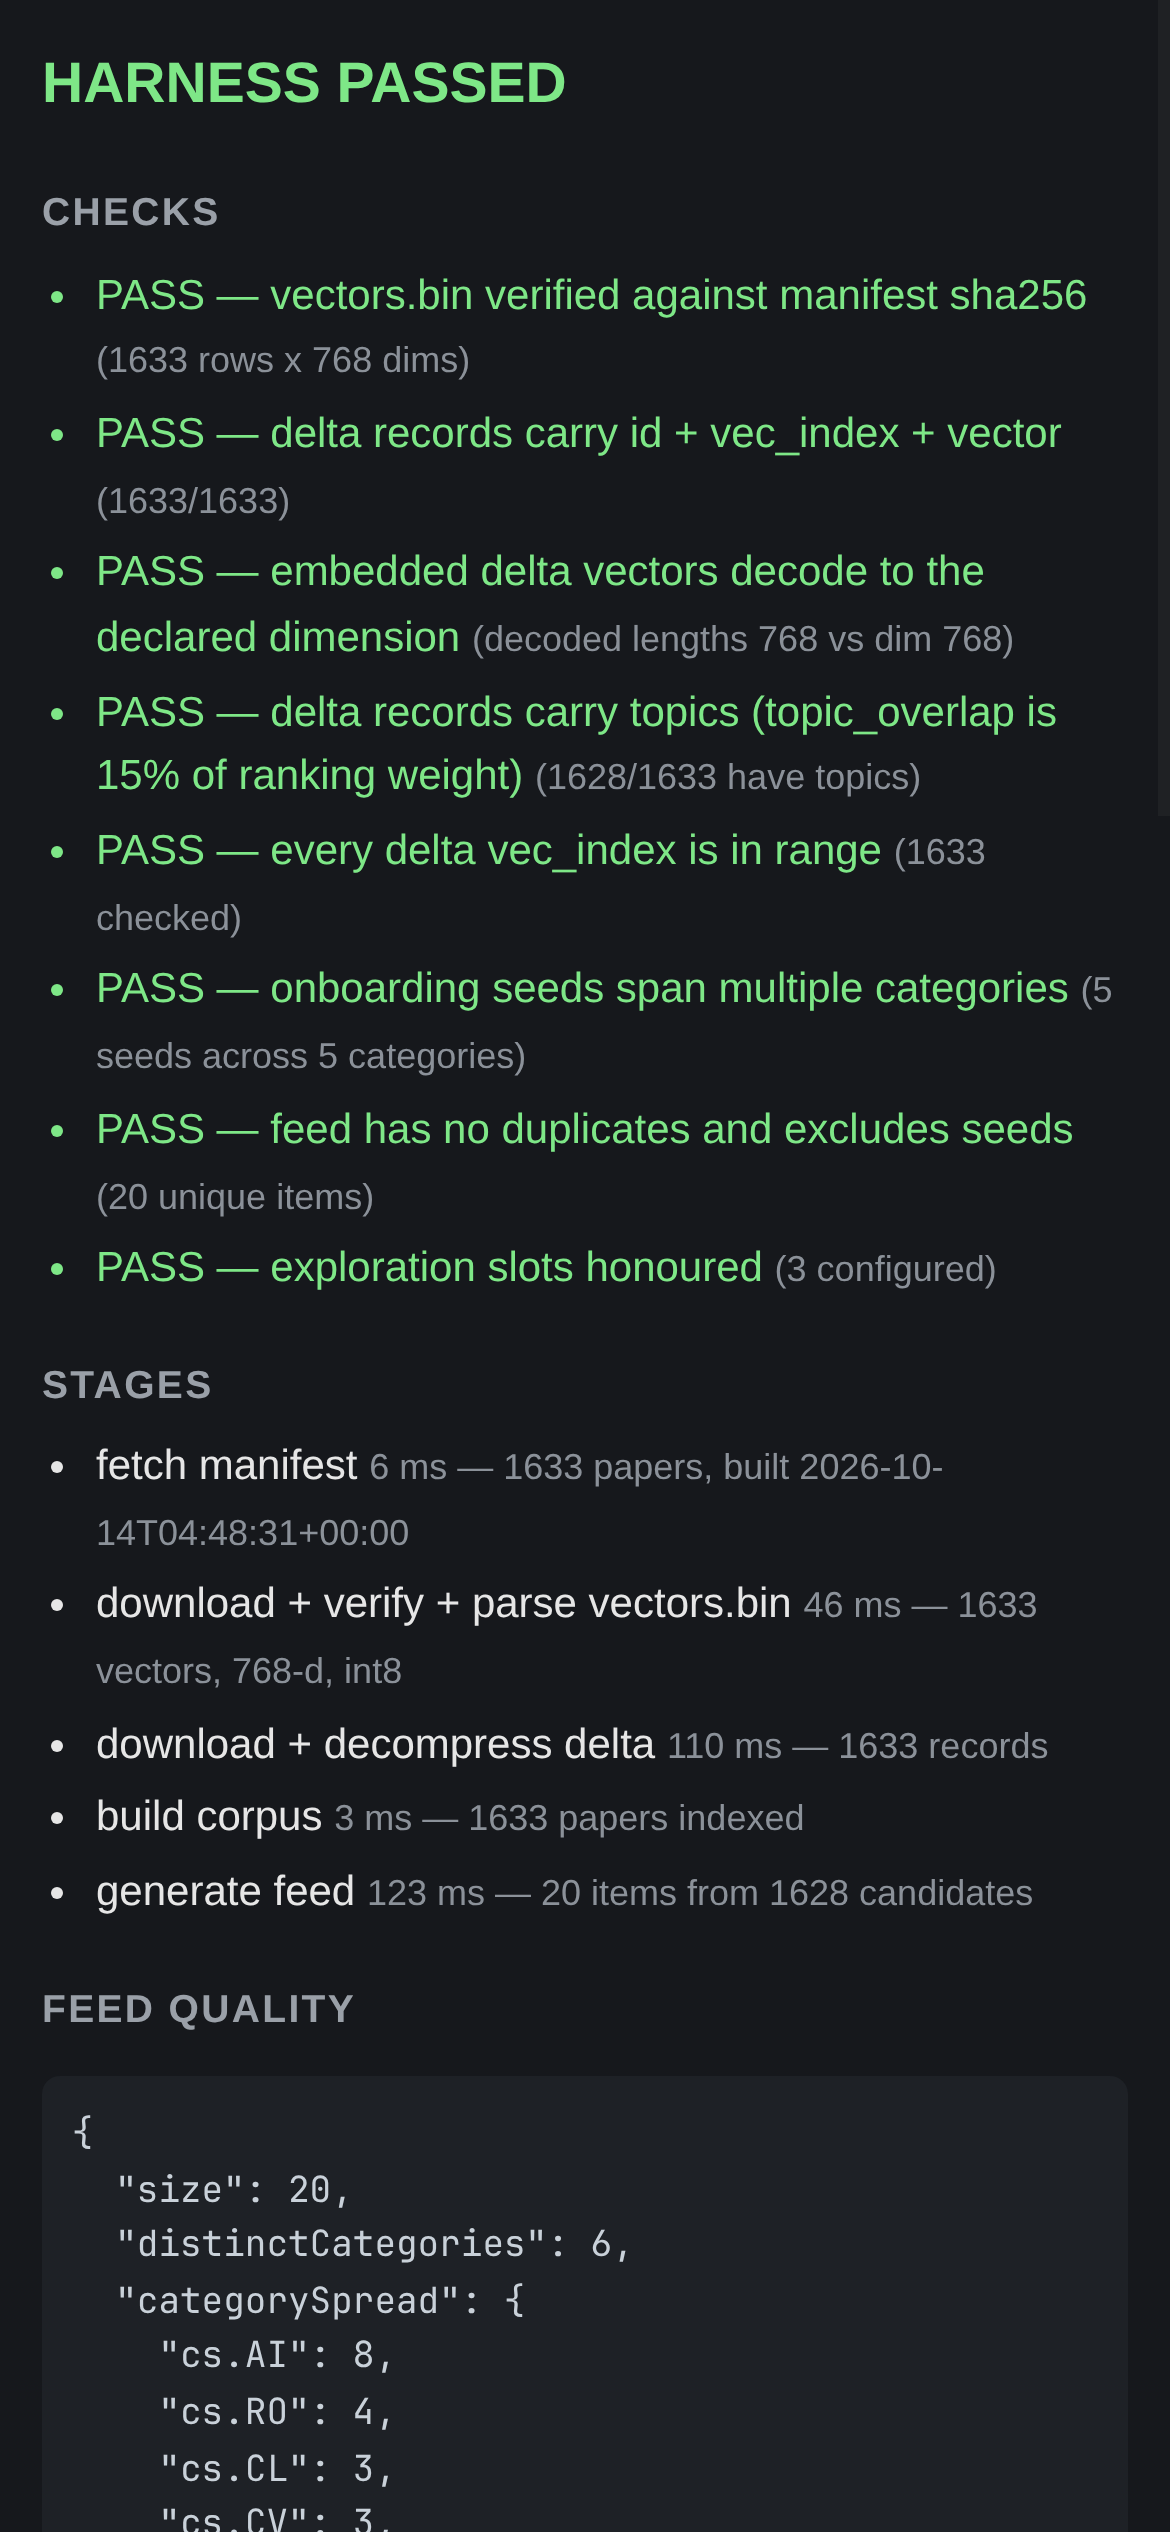 HARNESS PASSED
CHECKS
• PASS — vectors.bin verified against manifest sha256
(1633 rows x 768 dims)
• PASS — delta records carry id + vec_index + vector
(1633/1633)
• PASS — embedded delta vectors decode to the
declared dimension (decoded lengths 768 vs dim 768)
• PASS — delta records carry topics (topic_overlap is
15% of ranking weight) (1628/1633 have topics)
• PASS — every delta vec_index is in range (1633
checked)
• PASS — onboarding seeds span multiple categories (5
seeds across 5 categories)
• PASS — feed has no duplicates and excludes seeds
(20 unique items)
• PASS — exploration slots honoured (3 configured)
STAGES
• fetch manifest 6 ms — 1633 papers, built 2026-10-
14T04:48:31+00:00
• download + verify + parse vectors.bin 46 ms — 1633
vectors, 768-d, int8
• download + decompress delta 110 ms — 1633 records
• build corpus 3 ms — 1633 papers indexed
• generate feed 123 ms — 20 items from 1628 candidates
FEED QUALITY
{
  "size": 20,
  "distinctCategories": 6,
  "categorySpread": {
    "cs.AI": 8,
    "cs.RO": 4,
    "cs.CL": 3,
    "cs.CV": 3,